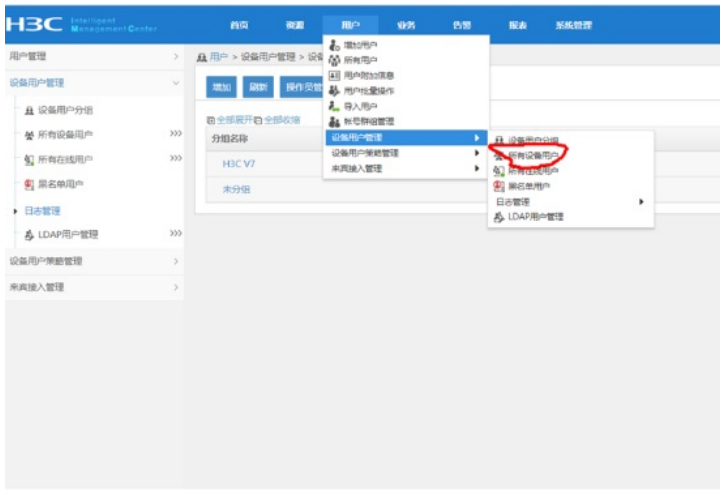 H3C Intelligent Management Center
首页 资源 用户 业务 告警 报表 系统管理
用户管理
设备用户管理
设备用户分组
所有设备用户
所有在线用户
黑名单用户
日志管理
LDAP用户管理
设备用户策略管理
来宾接入管理
用户 > 设备用户管理 >
增加 刷新
全部展开 全部收缩
分组名称
H3C V7
未分组
增加用户
所有用户
用户附加信息
用户批量操作
导入用户
帐号群组管理
设备用户管理
设备用户策略管理
来宾接入管理
设备用户分组
所有设备用户
所有在线用户
黑名单用户
日志管理
LDAP用户管理